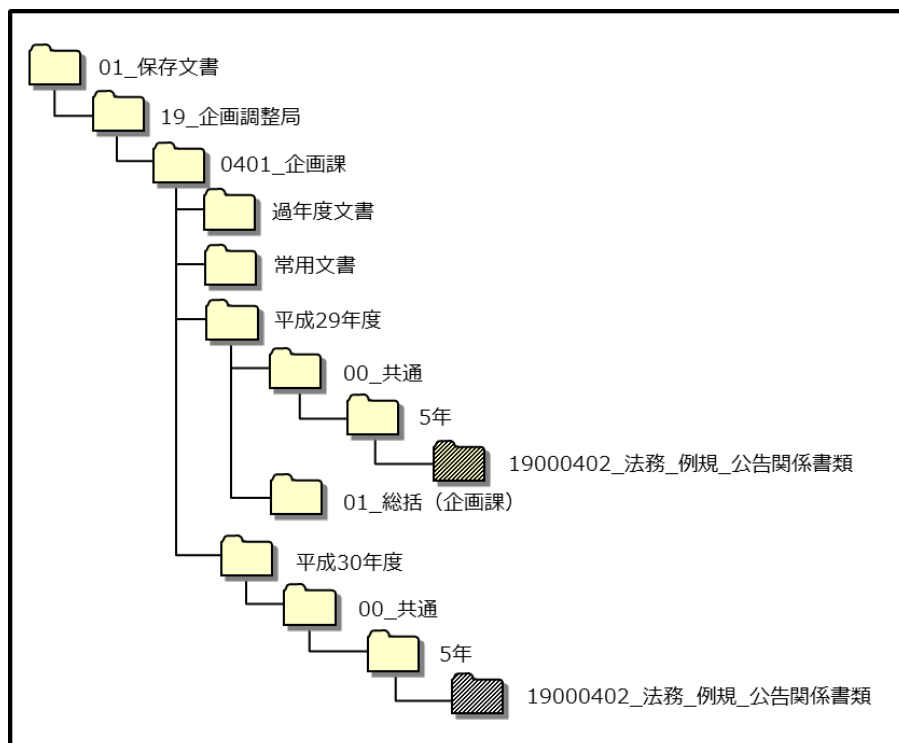 01_保存文書
19_企画調整局
0401_企画課
過年度文書
常用文書
平成29年度
00_共通
5年
19000402_法務_例規_公告関係書類
01_総括（企画課）
平成30年度
00_共通
5年
19000402_法務_例規_公告関係書類